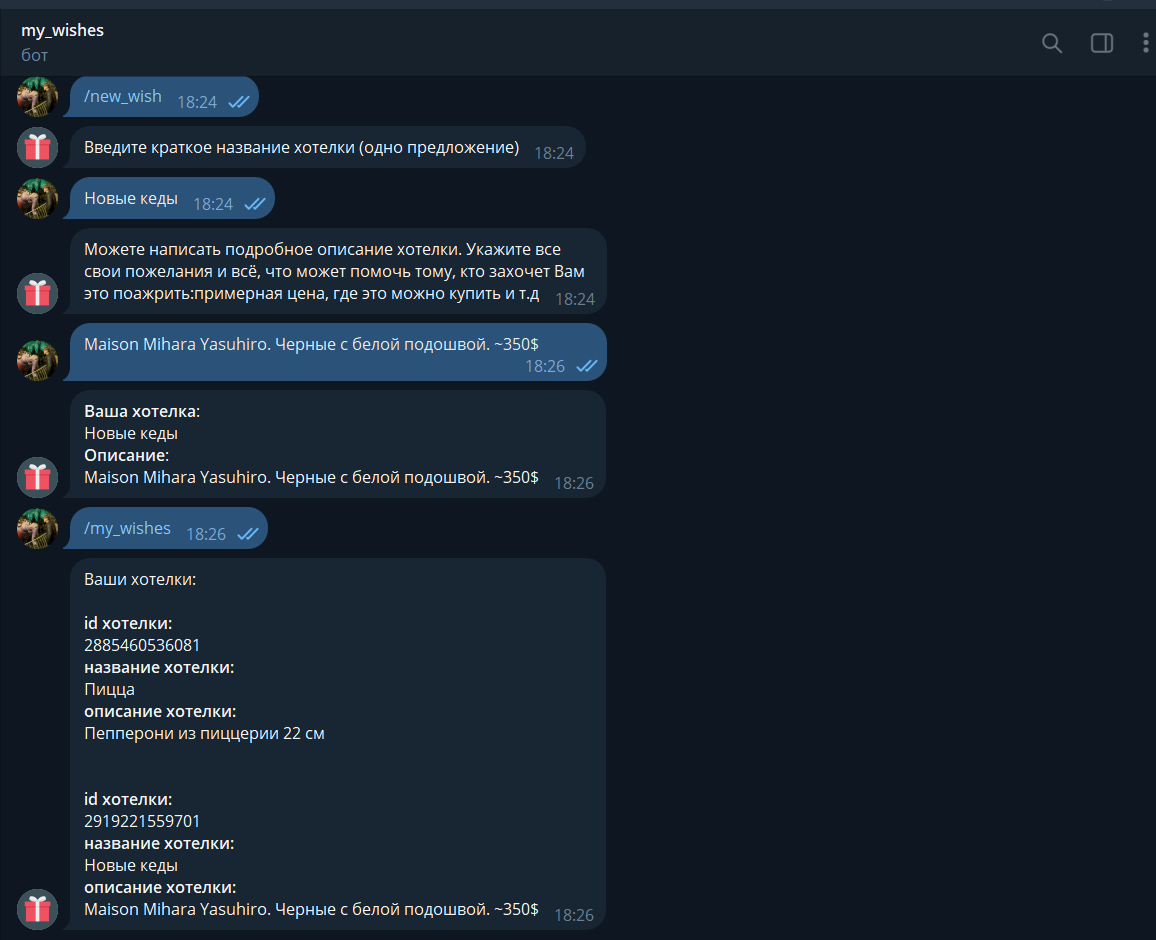 my_wishes
бот
/new_wish 18:24
Введите краткое название хотелки (одно предложение) 18:24
Новые кеды 18:24
Можете написать подробное описание хотелки. Укажите все
свои пожелания и всё, что может помочь тому, кто захочет Вам
это поажрить:примерная цена, где это можно купить и т.д 18:24
Maison Mihara Yasuhiro. Черные с белой подошвой. ~350$
18:26
Ваша хотелка:
Новые кеды
Описание:
Maison Mihara Yasuhiro. Черные с белой подошвой. ~350$ 18:26
/my_wishes 18:26
Ваши хотелки:
id хотелки:
2885460536081
название хотелки:
Пицца
описание хотелки:
Пепперони из пиццерии 22 см
id хотелки:
2919221559701
название хотелки:
Новые кеды
описание хотелки:
Maison Mihara Yasuhiro. Черные с белой подошвой. ~350$ 18:26